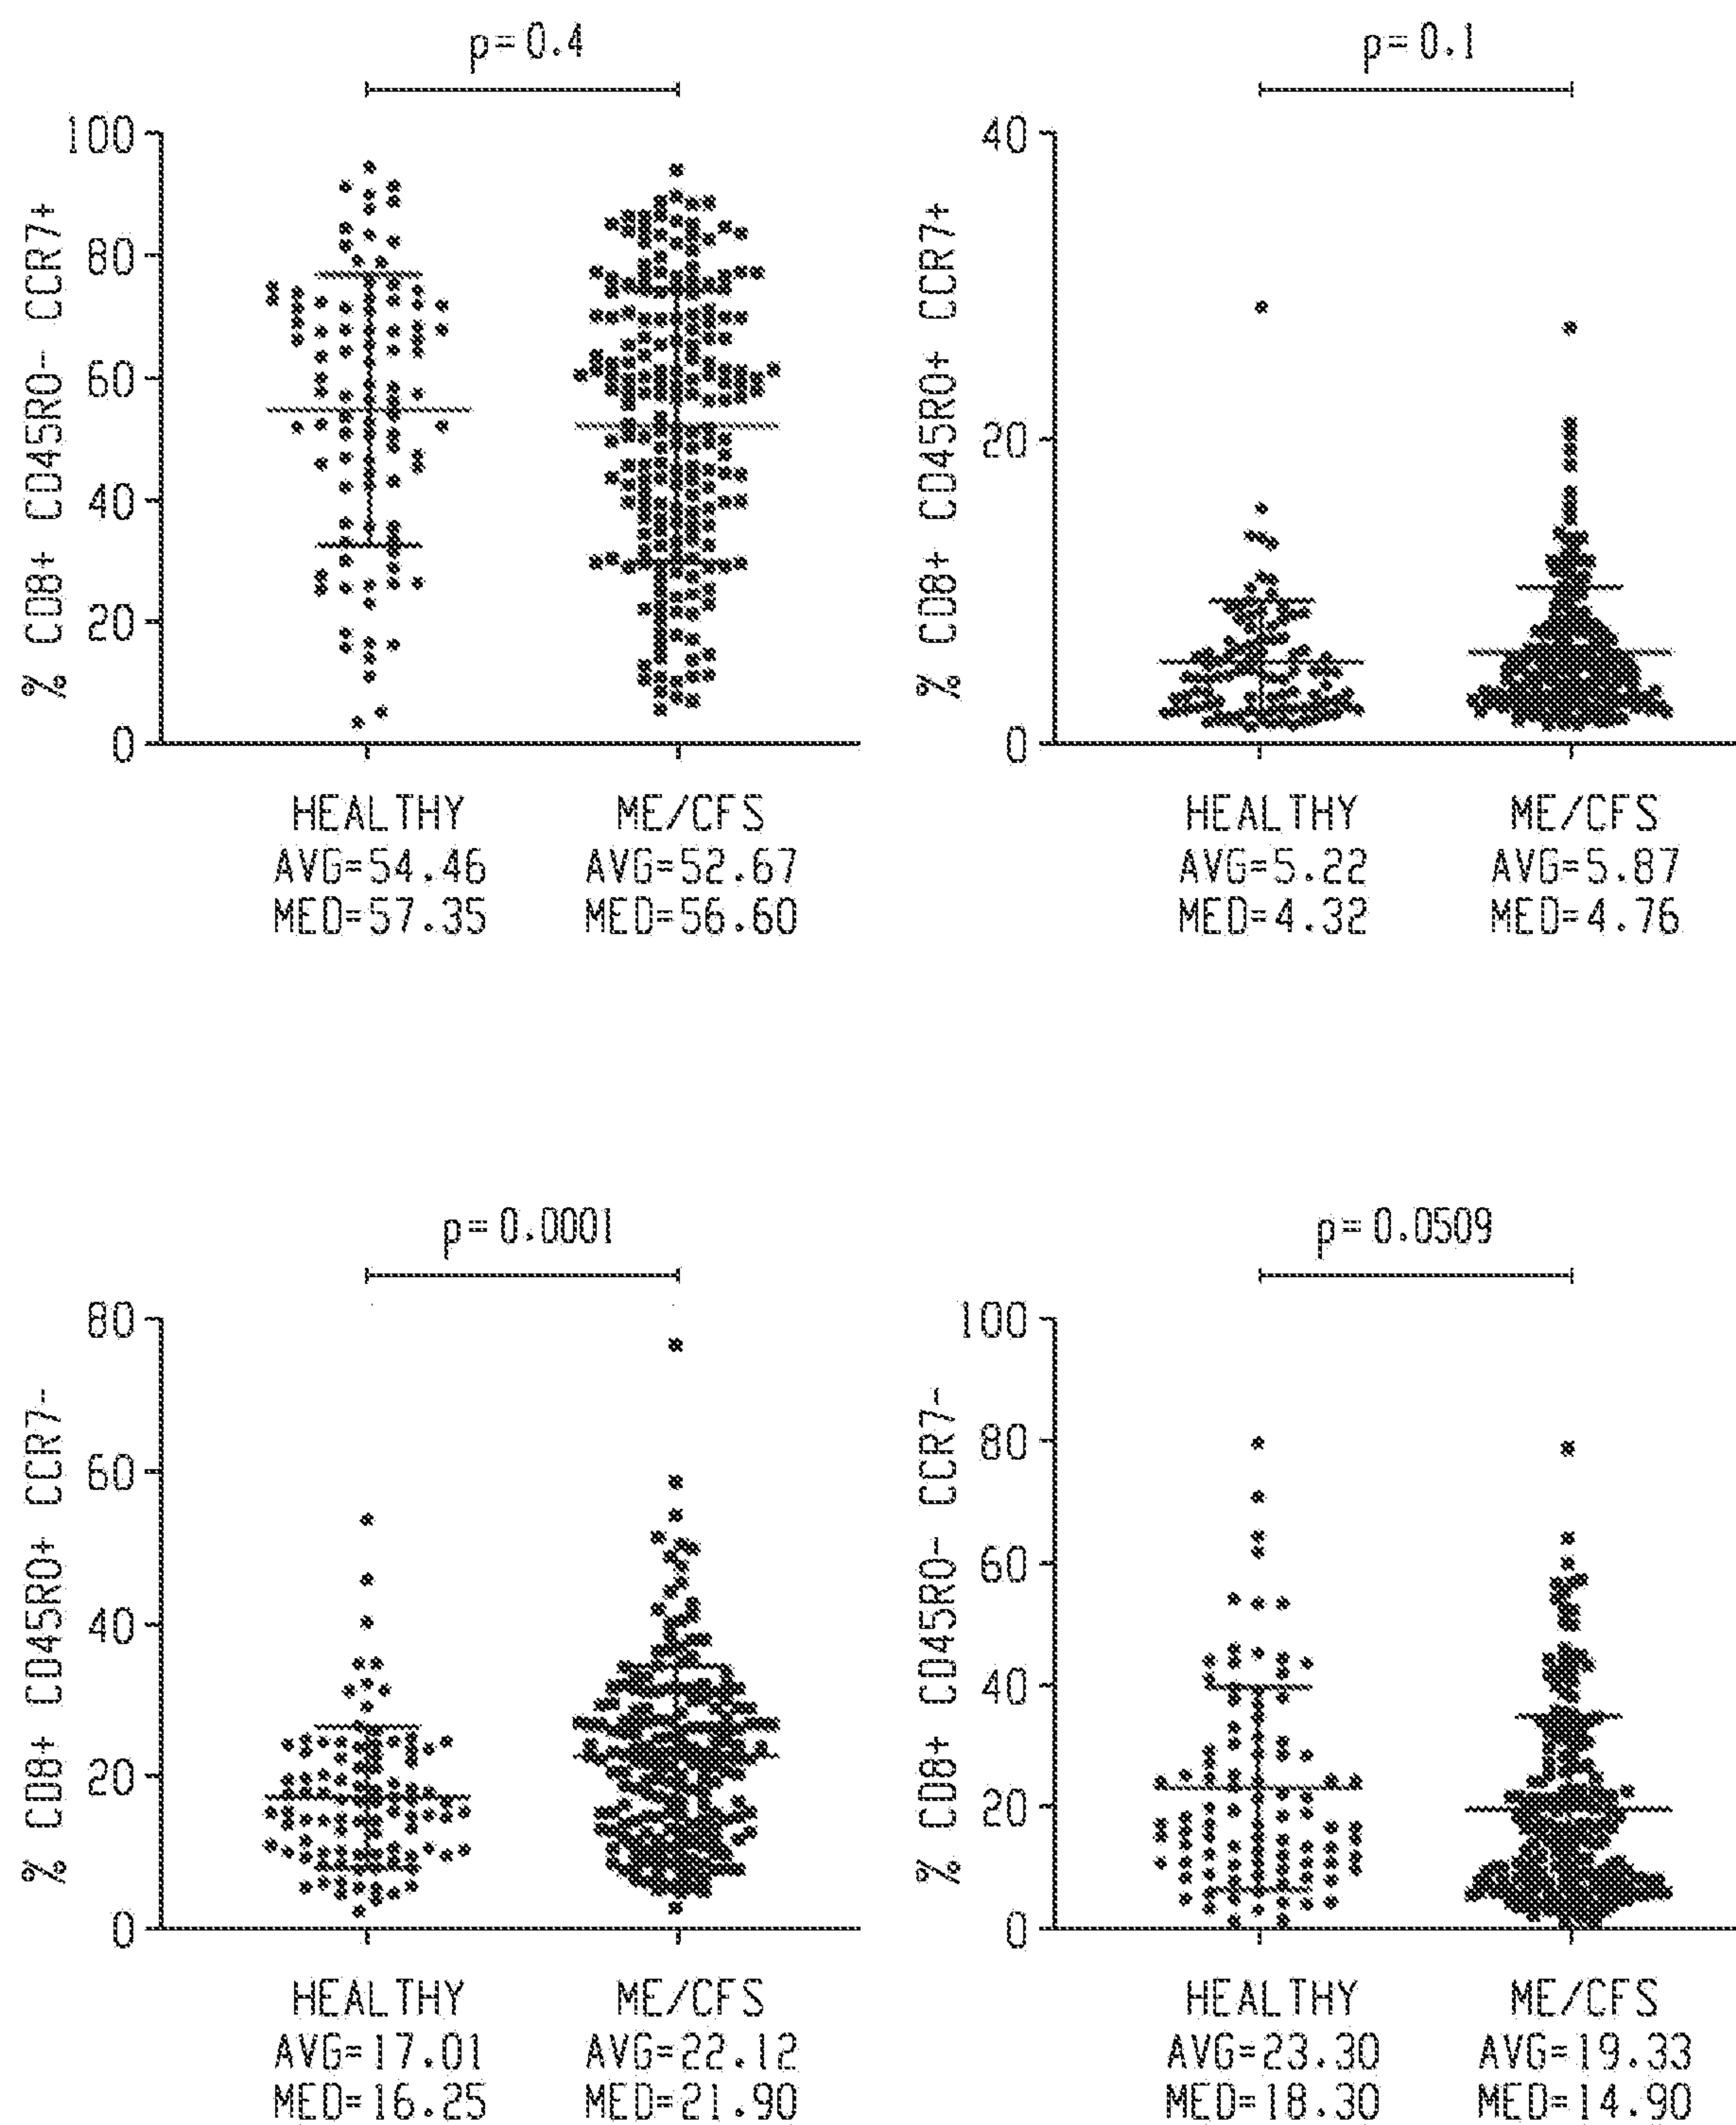 p=0.4
100
80
60
40
20
0
% CD8+ CD45RO- CCR7+
HEALTHY
AVG=54.46
MED=57.35
ME/CFS
AVG=52.67
MED=56.60
p=0.1
40
20
0
% CD8+ CD45RO+ CCR7+
HEALTHY
AVG=5.22
MED=4.32
ME/CFS
AVG=5.87
MED=4.76
p=0.0001
80
60
40
20
0
% CD8+ CD45RO+ CCR7-
HEALTHY
AVG=17.01
MED=16.25
ME/CFS
AVG=22.12
MED=21.90
p=0.0509
100
80
60
40
20
0
% CD8+ CD45RO- CCR7-
HEALTHY
AVG=23.30
MED=18.30
ME/CFS
AVG=19.33
MED=14.90